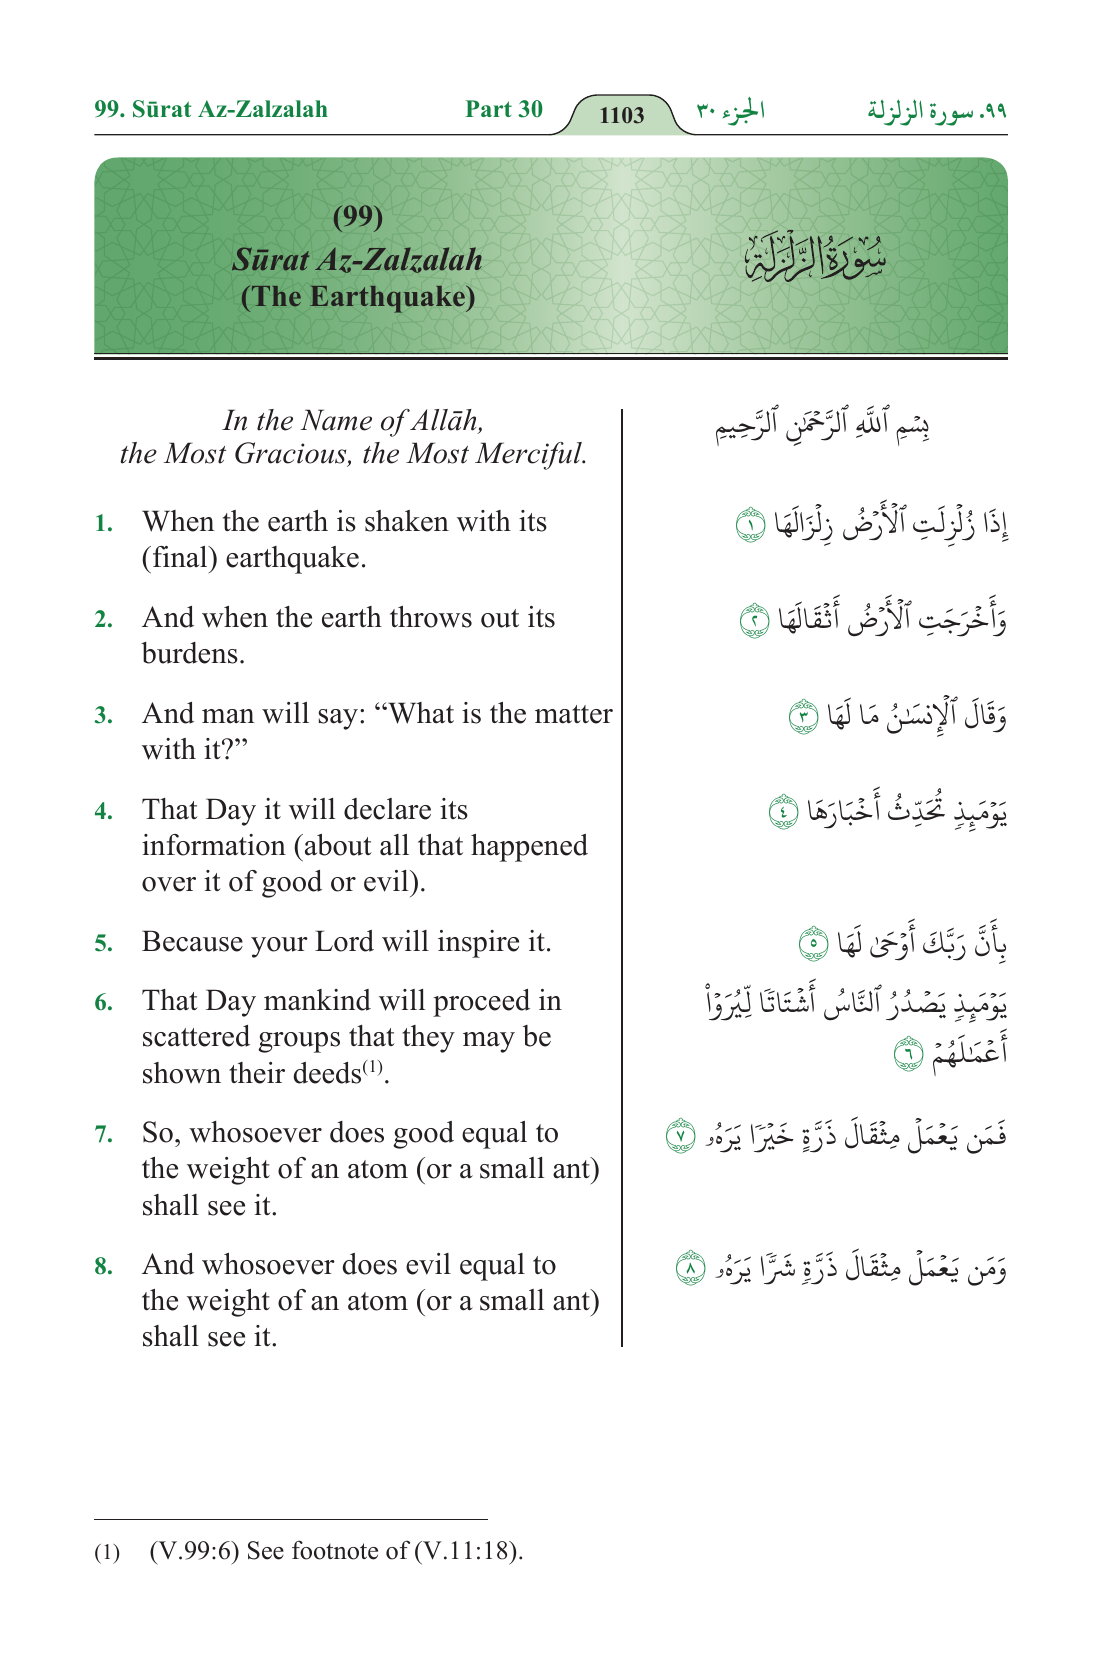 99. Sūrat Az-Zalzalah Part 30 1103 الجزء ٣٠ ٩٩. سورة الزلزلة
(99)
Sūrat Az-Zalzalah
(The Earthquake)
سُورَةُ الزَّلْزَلَةِ
In the Name of Allāh,
the Most Gracious, the Most Merciful.
بِسۡمِ ٱللَّهِ ٱلرَّحۡمَٰنِ ٱلرَّحِيمِ
1. When the earth is shaken with its
(final) earthquake.
إِذَا زُلۡزِلَتِ ٱلۡأَرۡضُ زِلۡزَالَهَا ١
2. And when the earth throws out its
burdens.
وَأَخۡرَجَتِ ٱلۡأَرۡضُ أَثۡقَالَهَا ٢
3. And man will say: “What is the matter
with it?”
وَقَالَ ٱلۡإِنسَٰنُ مَا لَهَا ٣
4. That Day it will declare its
information (about all that happened
over it of good or evil).
يَوۡمَئِذٖ تُحَدِّثُ أَخۡبَارَهَا ٤
5. Because your Lord will inspire it.
بِأَنَّ رَبَّكَ أَوۡحَىٰ لَهَا ٥
6. That Day mankind will proceed in
scattered groups that they may be
shown their deeds(1).
يَوۡمَئِذٖ يَصۡدُرُ ٱلنَّاسُ أَشۡتَاتٗا لِّيُرَوۡاْ
أَعۡمَٰلَهُمۡ ٦
7. So, whosoever does good equal to
the weight of an atom (or a small ant)
shall see it.
فَمَن يَعۡمَلۡ مِثۡقَالَ ذَرَّةٍ خَيۡرٗا يَرَهُۥ ٧
8. And whosoever does evil equal to
the weight of an atom (or a small ant)
shall see it.
وَمَن يَعۡمَلۡ مِثۡقَالَ ذَرَّةٖ شَرّٗا يَرَهُۥ ٨
(1) (V.99:6) See footnote of (V.11:18).